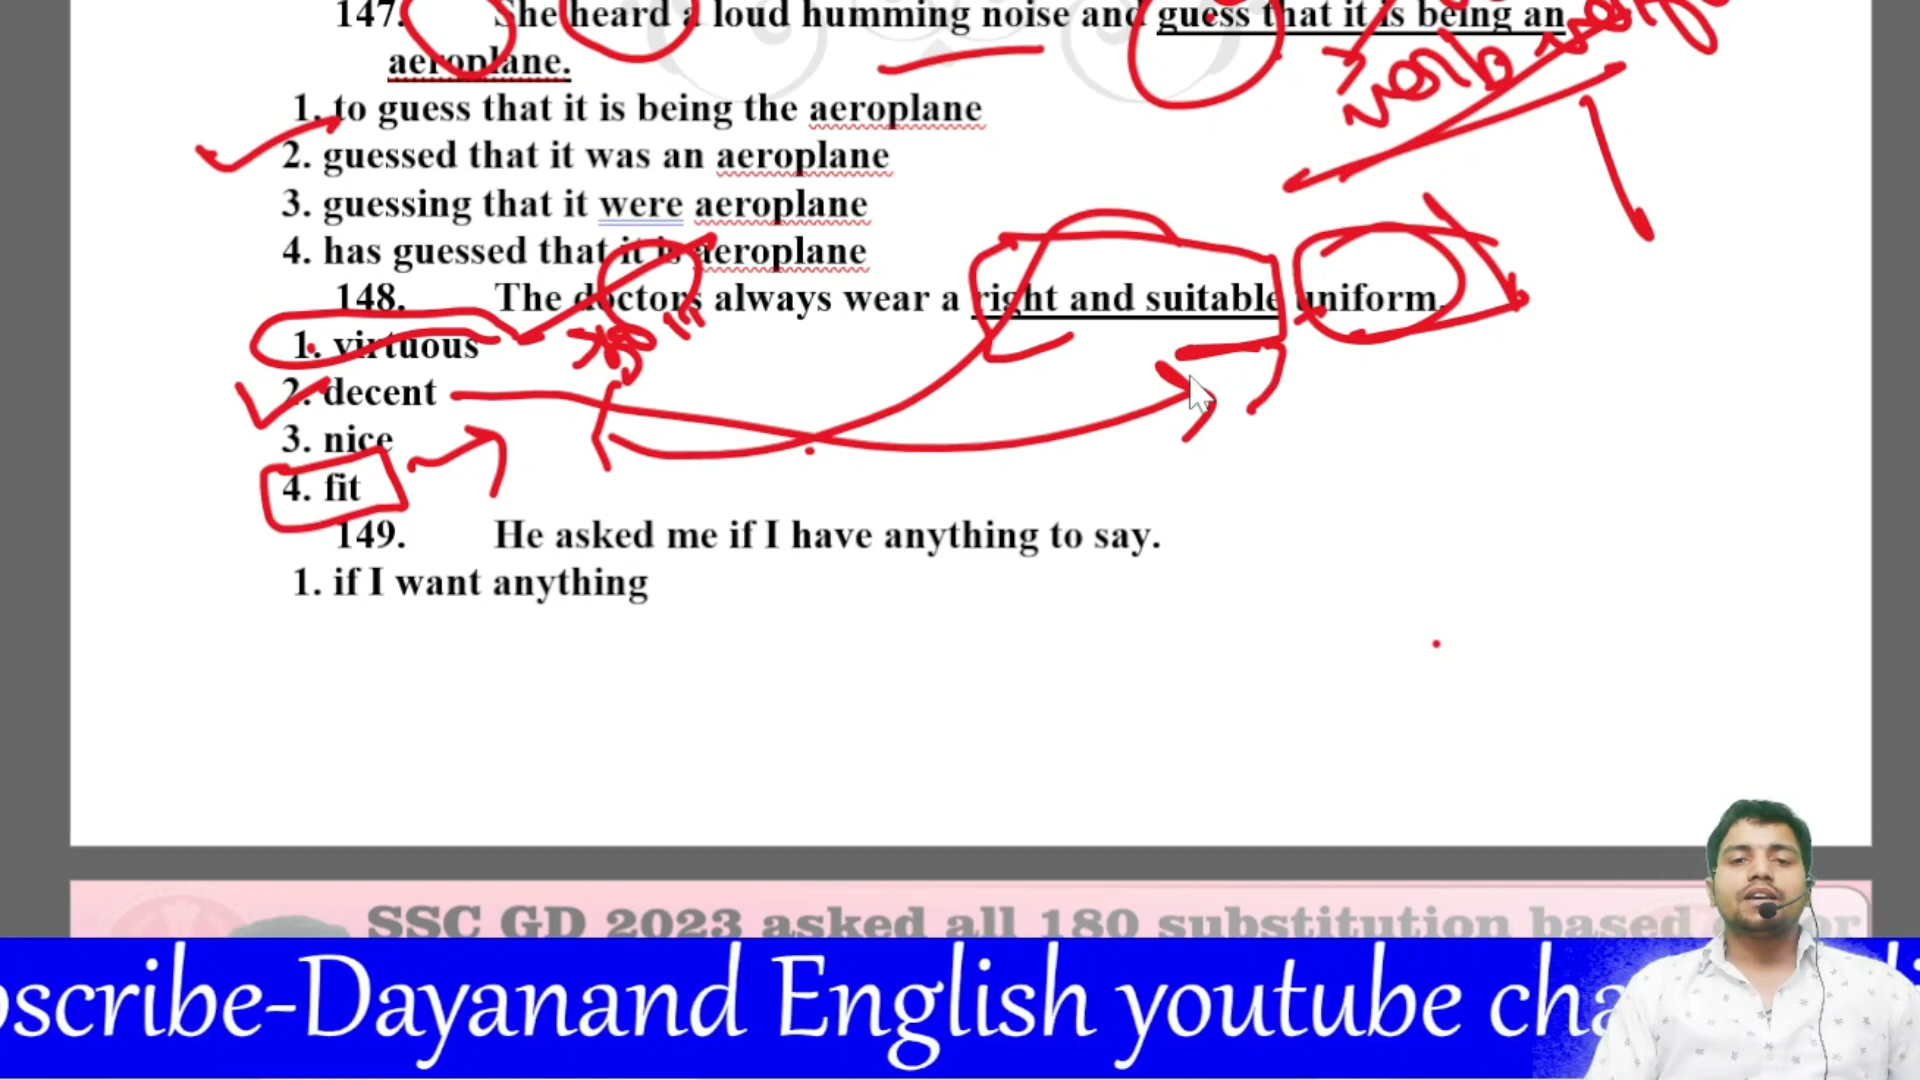 147. She heard a loud humming noise and guess that it is being an
aeroplane.
1. to guess that it is being the aeroplane
2. guessed that it was an aeroplane
3. guessing that it were aeroplane
4. has guessed that it is aeroplane
148. The doctors always wear a right and suitable uniform.
1. virtuous
2. decent
3. nice
4. fit
149. He asked me if I have anything to say.
1. if I want anything
verb
SSC GD 2023 asked all 180 substitution based
bscribe-Dayanand English youtube cha